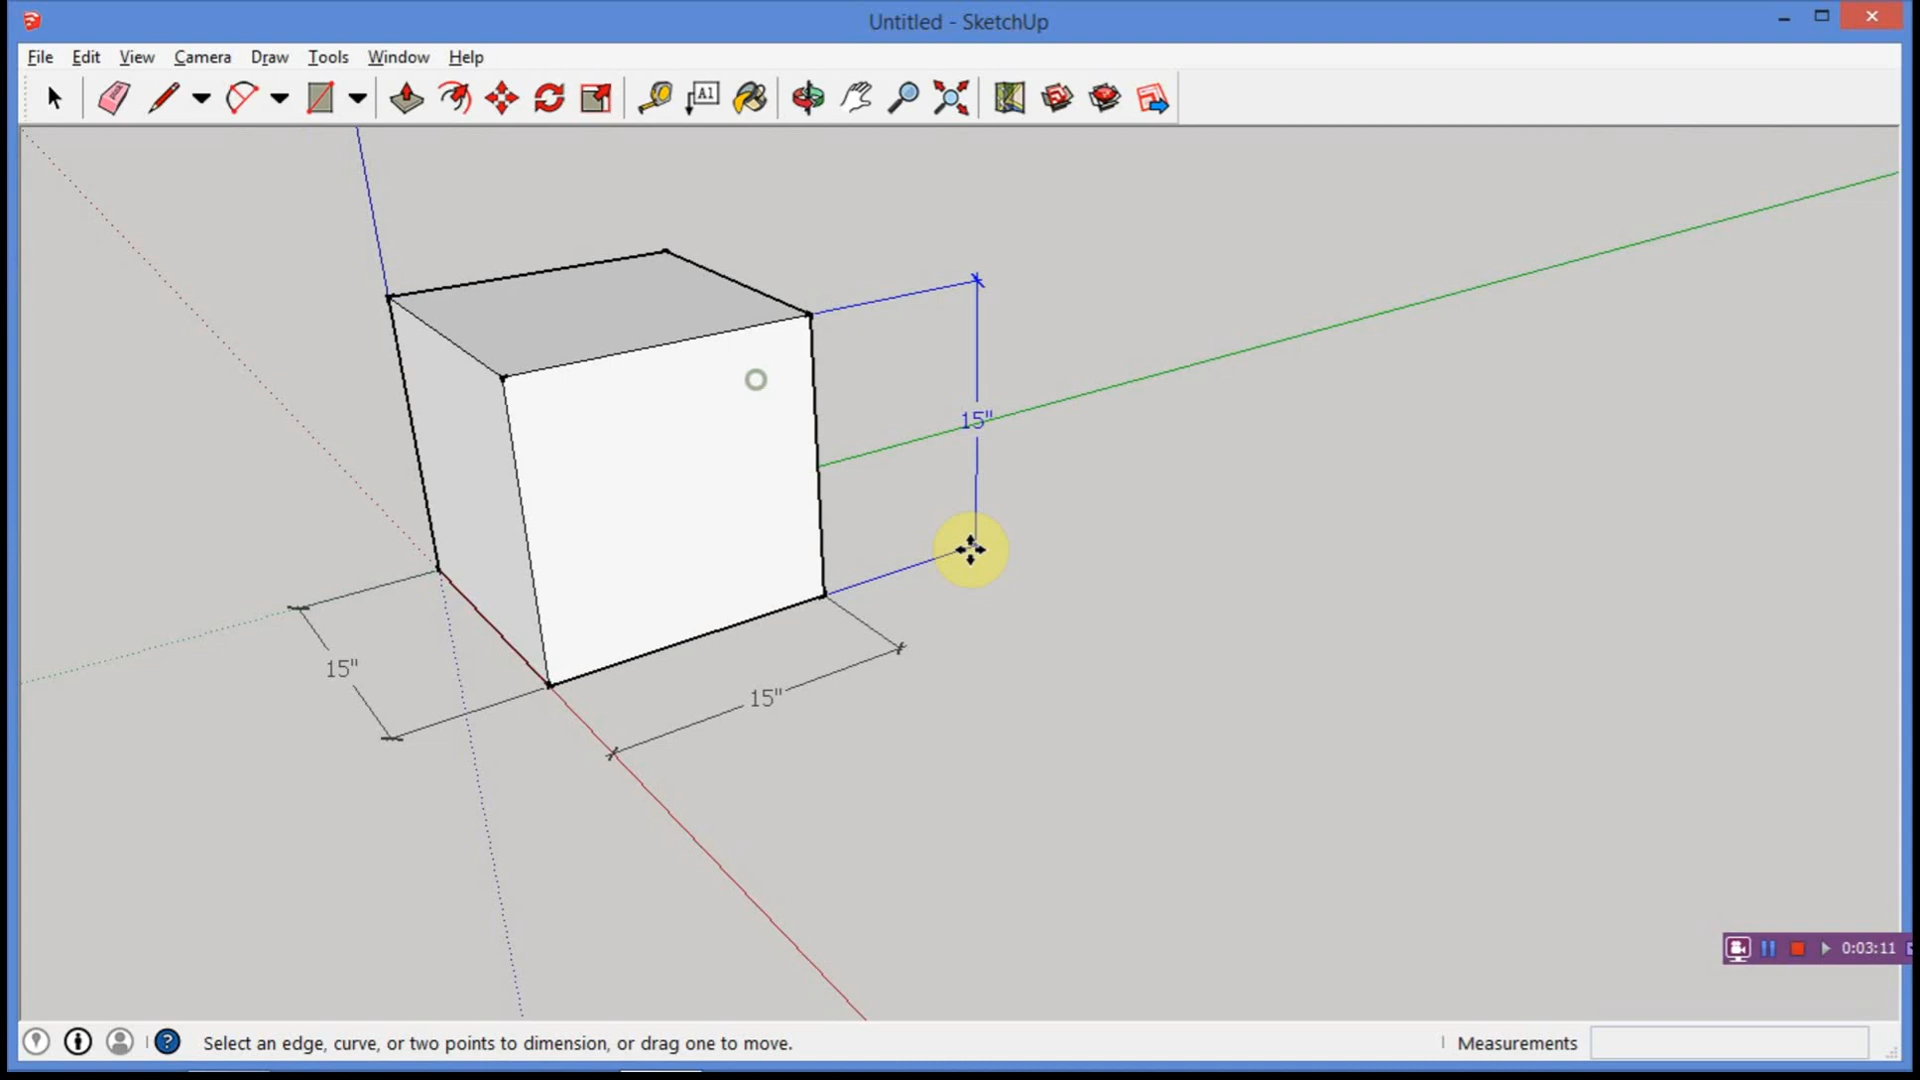 Untitled - SketchUp
File Edit View Camera Draw Tools Window Help
A1
15"
15"
15"
0:03:11
Select an edge, curve, or two points to dimension, or drag one to move.
Measurements